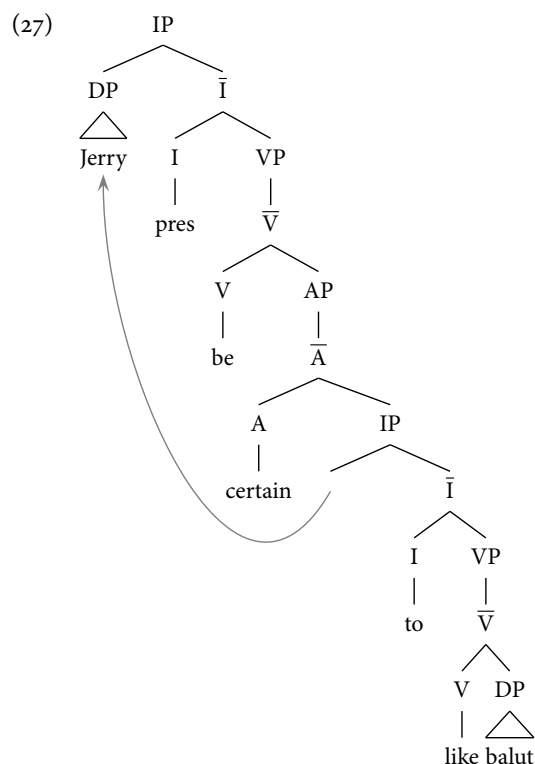 (27) IP
DP Ī
Jerry I VP
pres V̅
V AP
be A̅
A IP
certain Ī
I VP
to V̅
V DP
like balut